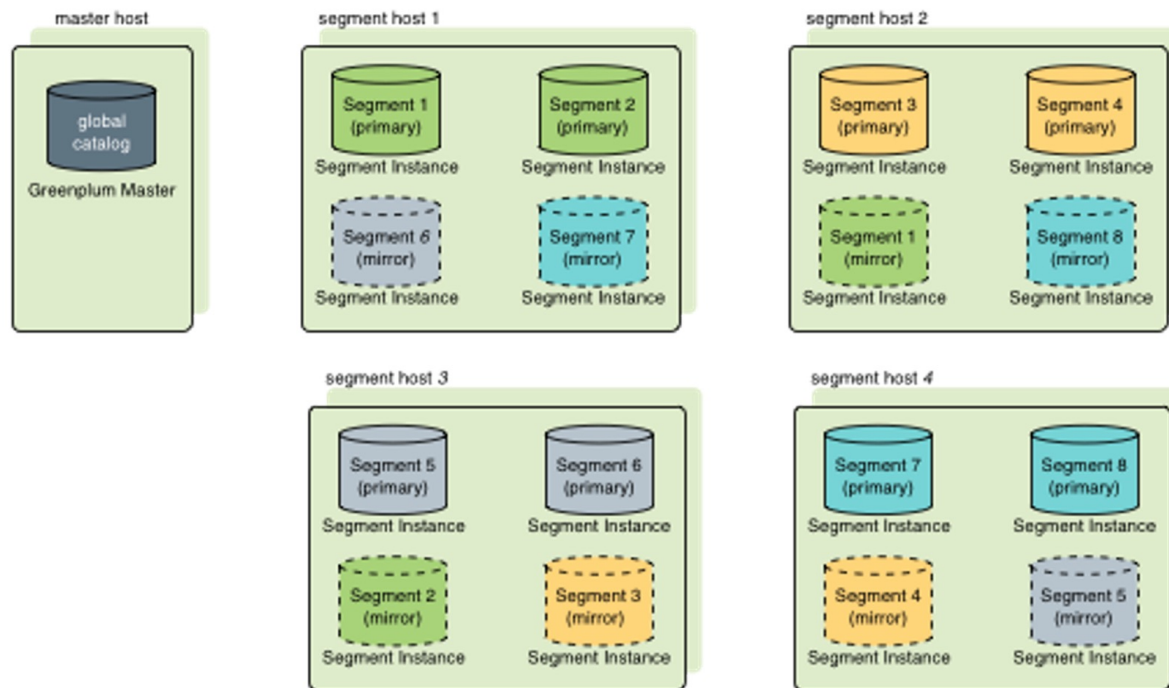 master host
global
catalog
Greenplum Master
segment host 1
Segment 1
(primary)
Segment Instance
Segment 2
(primary)
Segment Instance
Segment 6
(mirror)
Segment Instance
Segment 7
(mirror)
Segment Instance
segment host 2
Segment 3
(primary)
Segment Instance
Segment 4
(primary)
Segment Instance
Segment 1
(mirror)
Segment Instance
Segment 8
(mirror)
Segment Instance
segment host 3
Segment 5
(primary)
Segment Instance
Segment 6
(primary)
Segment Instance
Segment 2
(mirror)
Segment Instance
Segment 3
(mirror)
Segment Instance
segment host 4
Segment 7
(primary)
Segment Instance
Segment 8
(primary)
Segment Instance
Segment 4
(mirror)
Segment Instance
Segment 5
(mirror)
Segment Instance